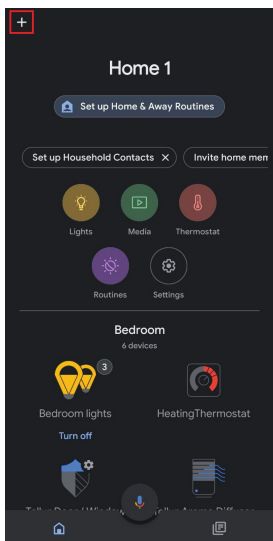 Home 1
Set up Home & Away Routines
Set up Household Contacts
Invite home mem
Lights Media Thermostat
Routines Settings
Bedroom
6 devices
3
Bedroom lights HeatingThermostat
Turn off